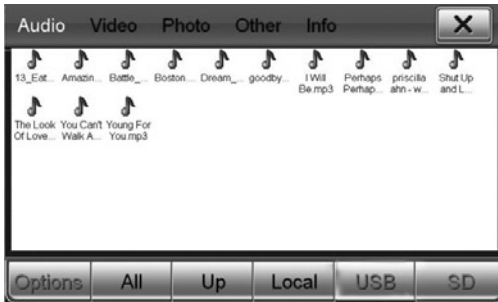 Audio Video Photo Other Info X
13_Eat... Amazin... Battle_... Boston... Dream_... goodby... I Will Perhaps priscilla Shut Up
Be.mp3 Perhap... ahn - w... and L...
The Look You Can't Young For
Of Love... Walk A... You.mp3
Options All Up Local USB SD